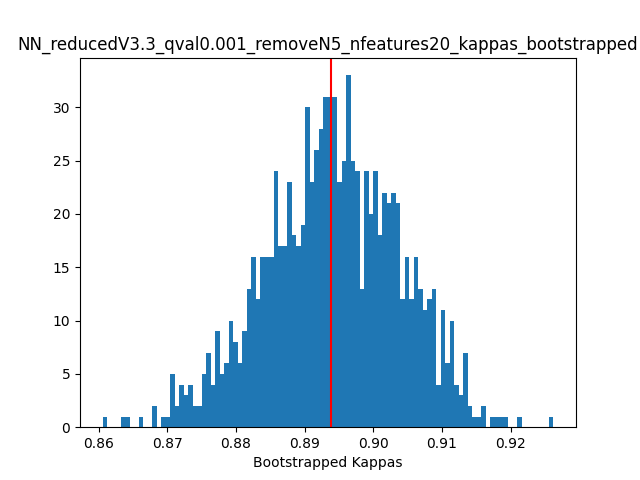 NN_reducedV3.3_qval0.001_removeN5_nfeatures20_kappas_bootstrapped
30
25
20
15
10
5
0
0.86 0.87 0.88 0.89 0.90 0.91 0.92
Bootstrapped Kappas